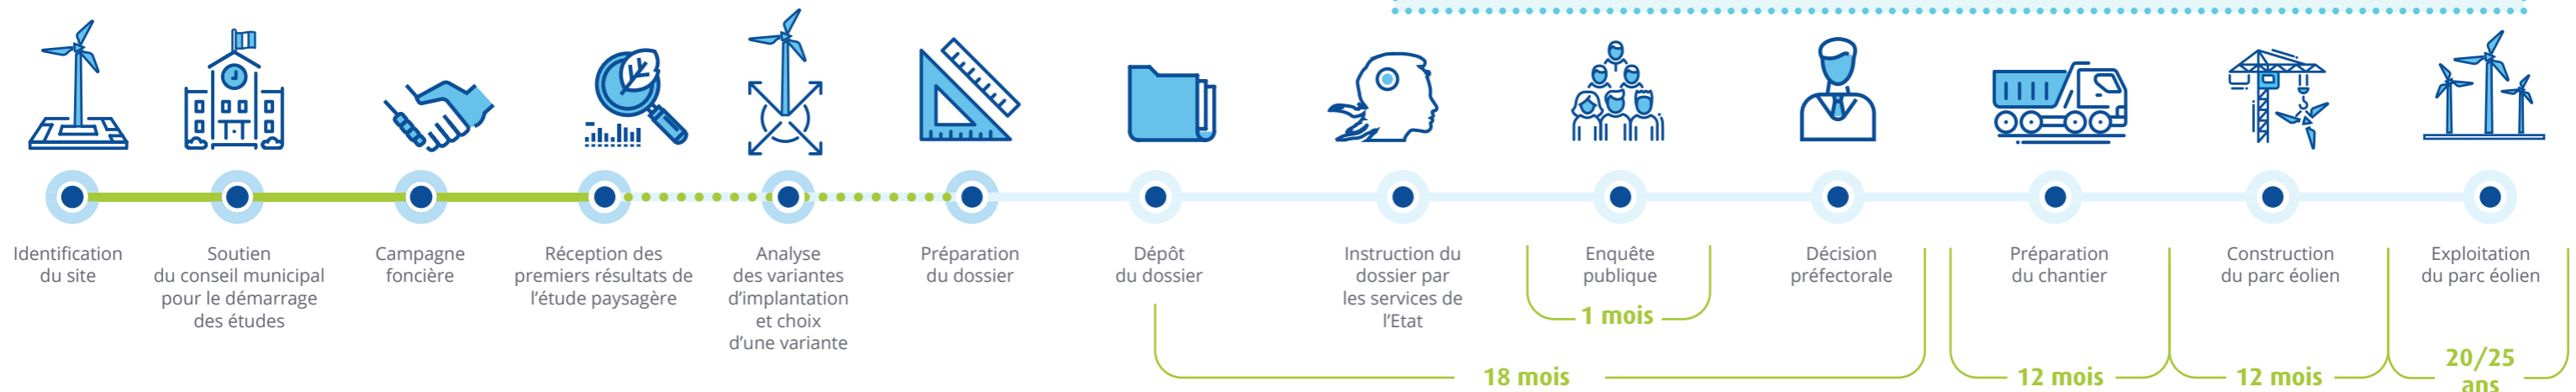 Identification
du site
Soutien
du conseil municipal
pour le démarrage
des études
Campagne
foncière
Réception des
premiers résultats de
l’étude paysagère
Analyse
des variantes
d’implantation
et choix
d’une variante
Préparation
du dossier
Dépôt
du dossier
Instruction du
dossier par
les services de
l’Etat
Enquête
publique
1 mois
Décision
préfectorale
18 mois
Préparation
du chantier
12 mois
Construction
du parc éolien
12 mois
Exploitation
du parc éolien
20/25
ans